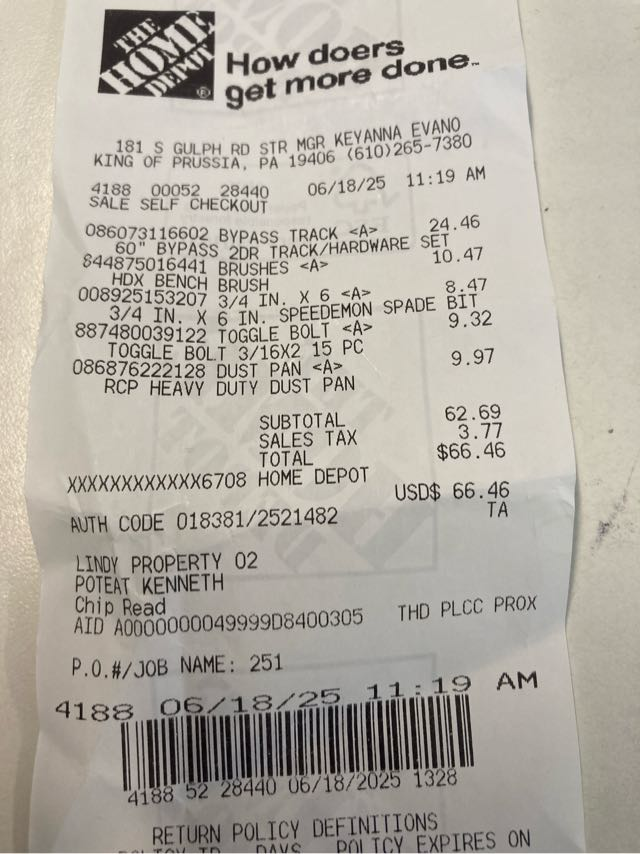 THE
HOME
DEPOT
®
How doers
get more done.™
181 S GULPH RD STR MGR KEYANNA EVANO
KING OF PRUSSIA, PA 19406 (610)265-7380
4188 00052 28440 06/18/25 11:19 AM
SALE SELF CHECKOUT
086073116602 BYPASS TRACK <A> 24.46
60" BYPASS 2DR TRACK/HARDWARE SET
844875016441 BRUSHES <A> 10.47
HDX BENCH BRUSH
008925153207 3/4 IN. X 6 <A> 8.47
3/4 IN. X 6 IN. SPEEDEMON SPADE BIT
887480039122 TOGGLE BOLT <A> 9.32
TOGGLE BOLT 3/16X2 15 PC
086876222128 DUST PAN <A> 9.97
RCP HEAVY DUTY DUST PAN
SUBTOTAL 62.69
SALES TAX 3.77
TOTAL $66.46
XXXXXXXXXXXX6708 HOME DEPOT
USD$ 66.46
AUTH CODE 018381/2521482 TA
LINDY PROPERTY 02
POTEAT KENNETH
Chip Read
AID A0000000049999D8400305 THD PLCC PROX
P.O.#/JOB NAME: 251
4188 06/18/25 11:19 AM
4188 52 28440 06/18/2025 1328
RETURN POLICY DEFINITIONS
POLICY ID DAYS POLICY EXPIRES ON